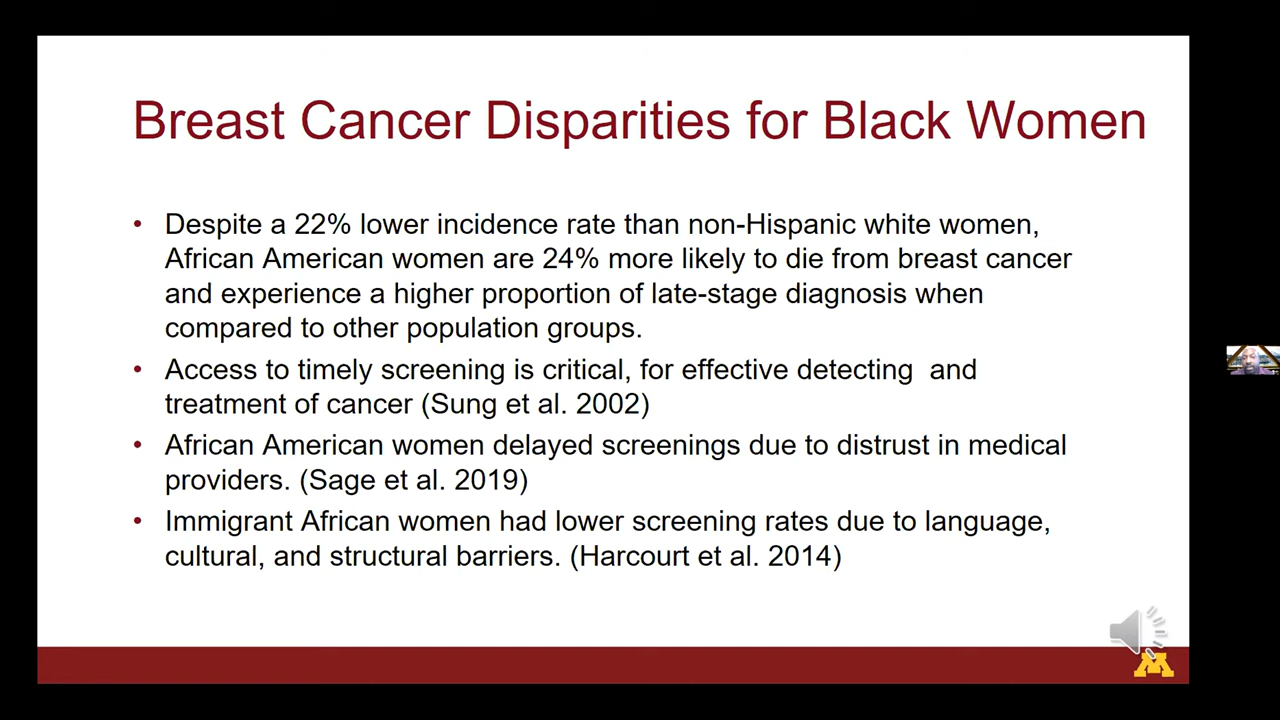 Breast Cancer Disparities for Black Women
• Despite a 22% lower incidence rate than non-Hispanic white women,
African American women are 24% more likely to die from breast cancer
and experience a higher proportion of late-stage diagnosis when
compared to other population groups.
• Access to timely screening is critical, for effective detecting  and
treatment of cancer (Sung et al. 2002)
• African American women delayed screenings due to distrust in medical
providers. (Sage et al. 2019)
• Immigrant African women had lower screening rates due to language,
cultural, and structural barriers. (Harcourt et al. 2014)
M